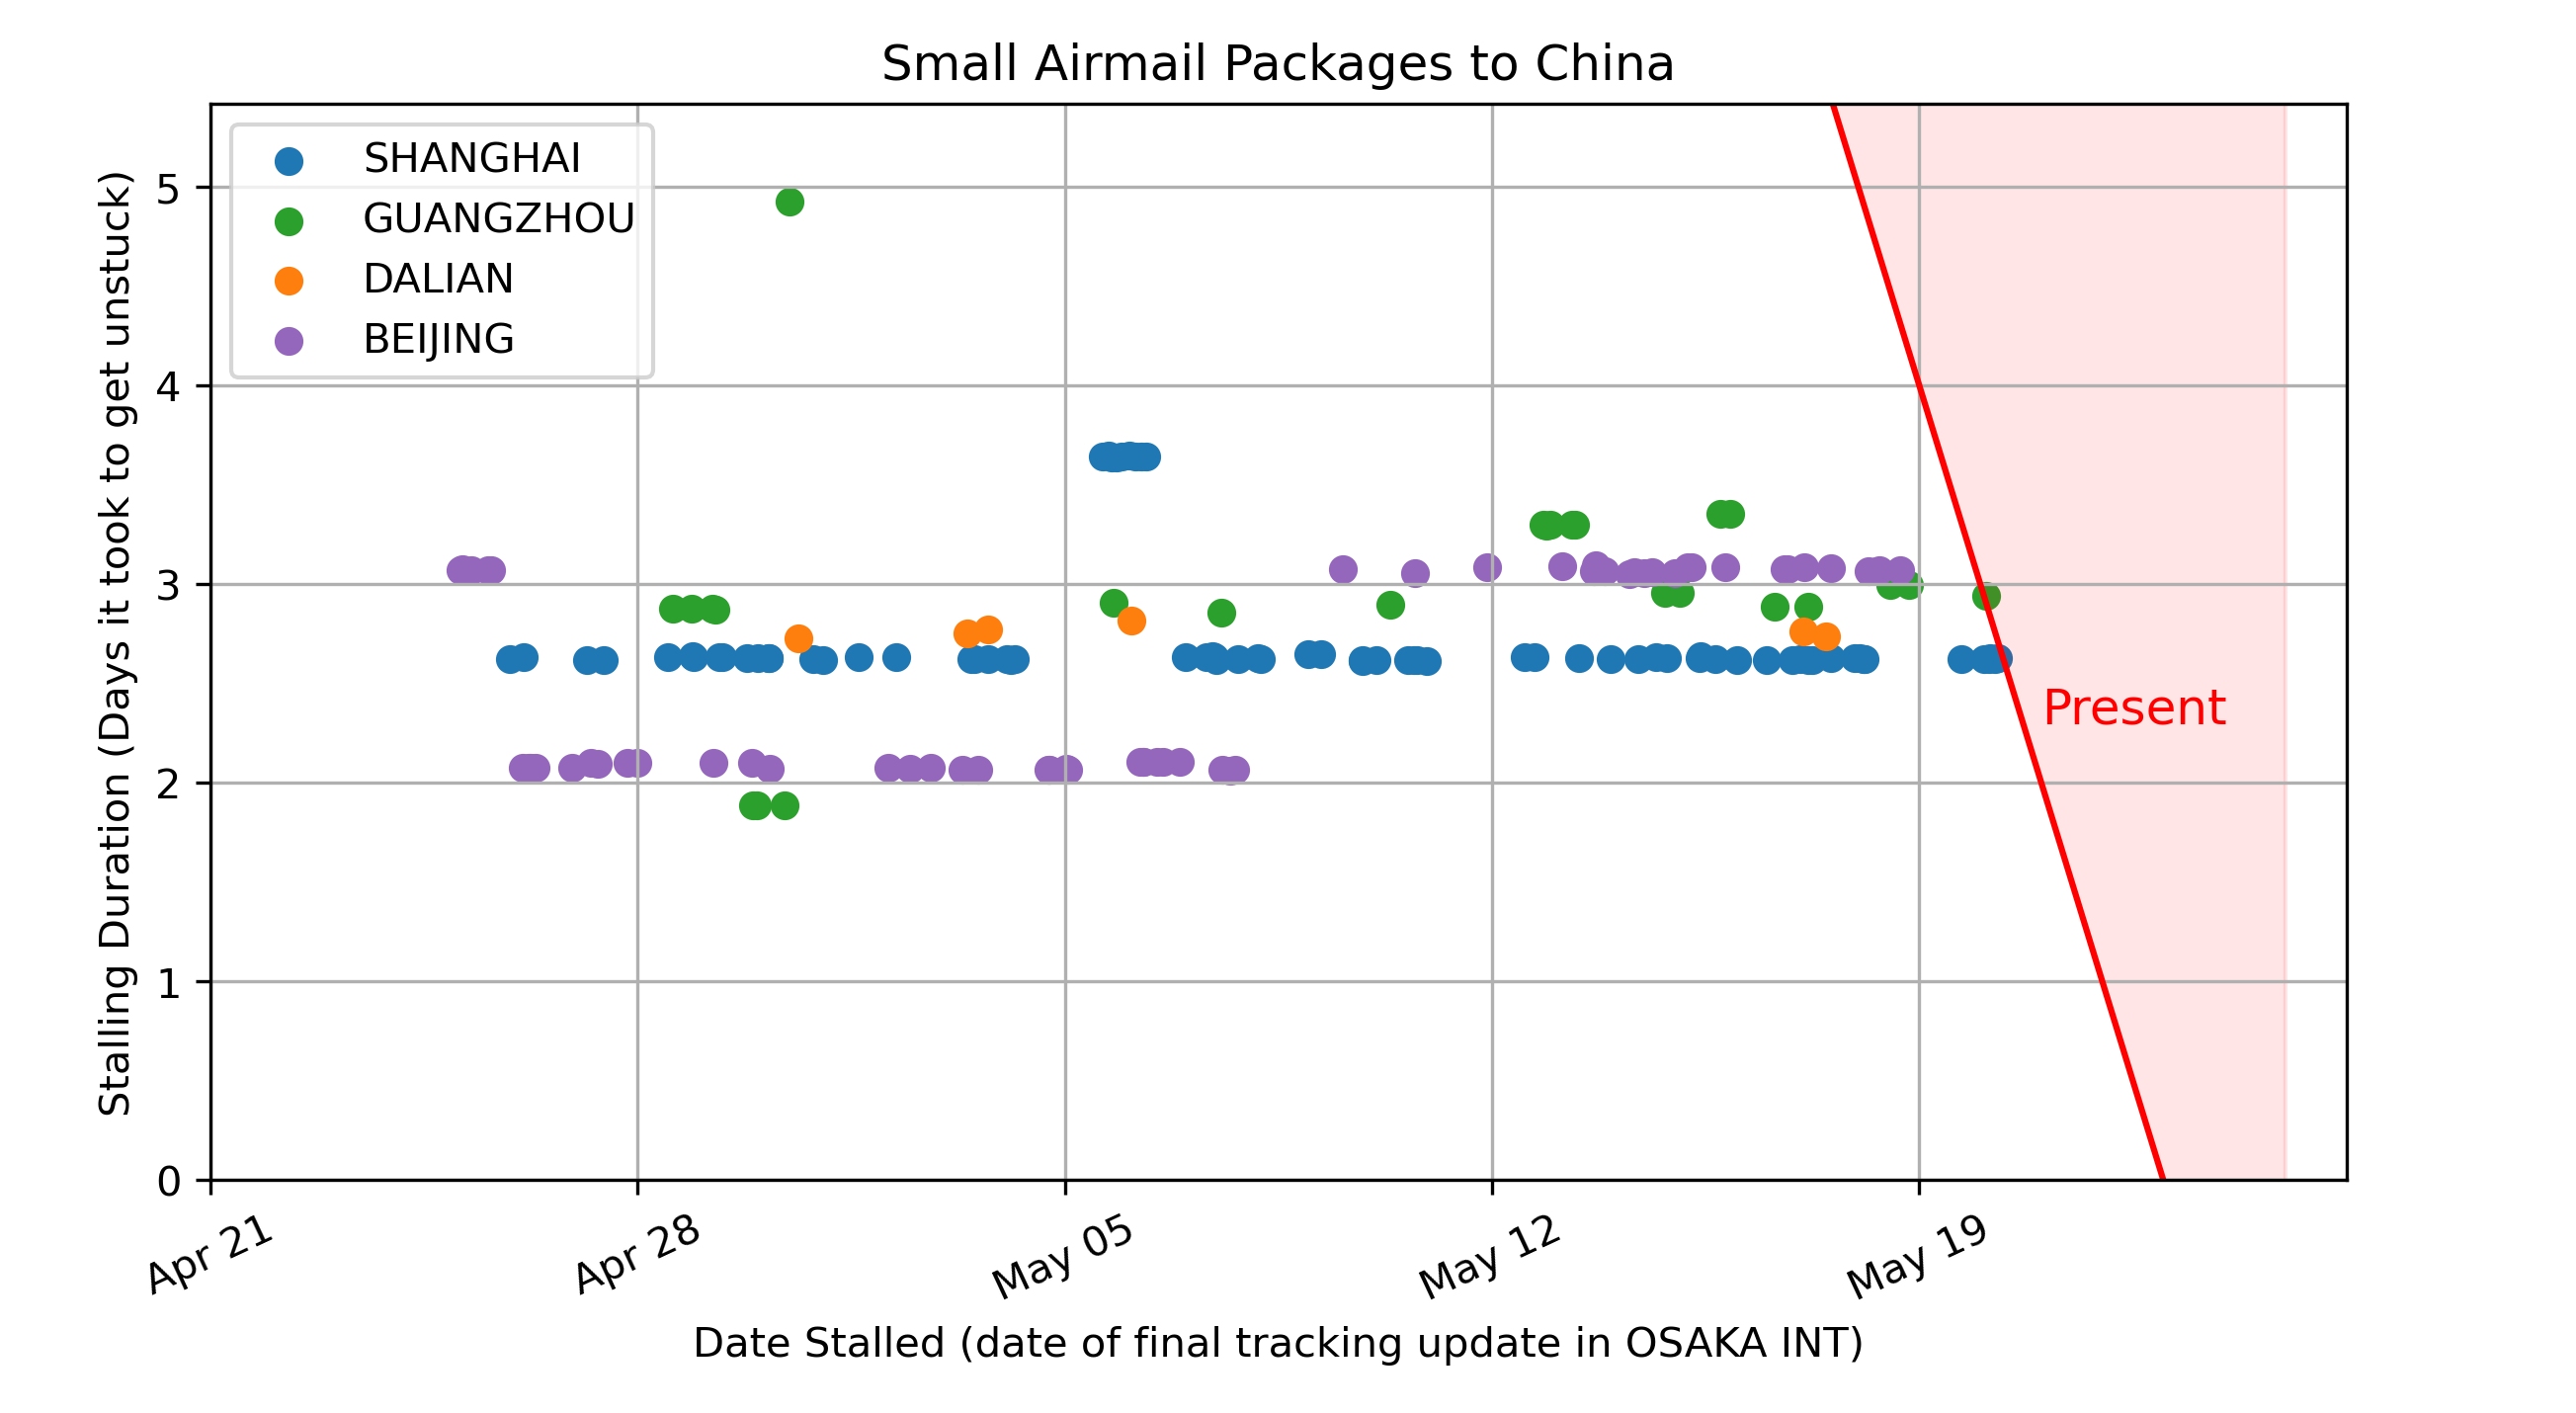 Small Airmail Packages to China
SHANGHAI
GUANGZHOU
DALIAN
BEIJING
Stalling Duration (Days it took to get unstuck)
5
4
3
2
1
0
Present
Apr 21
Apr 28
May 05
May 12
May 19
Date Stalled (date of final tracking update in OSAKA INT)